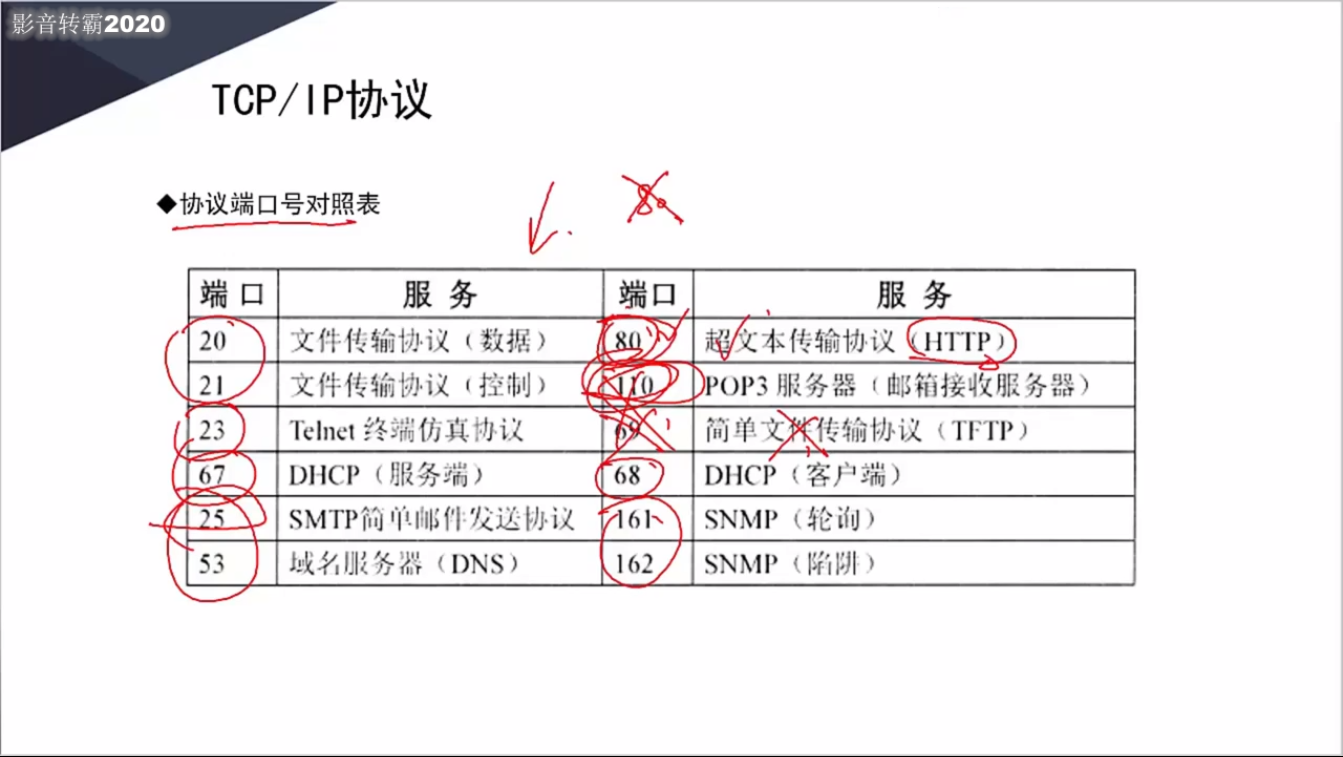 影音转霸2020
TCP/IP协议
◆协议端口号对照表
80
端口 服务 端口 服务
20 文件传输协议（数据） 80 超文本传输协议（HTTP）
21 文件传输协议（控制） 110 POP3 服务器（邮箱接收服务器）
23 Telnet 终端仿真协议 69 简单文件传输协议（TFTP）
67 DHCP（服务端） 68 DHCP（客户端）
25 SMTP简单邮件发送协议 161 SNMP（轮询）
53 域名服务器（DNS） 162 SNMP（陷阱）